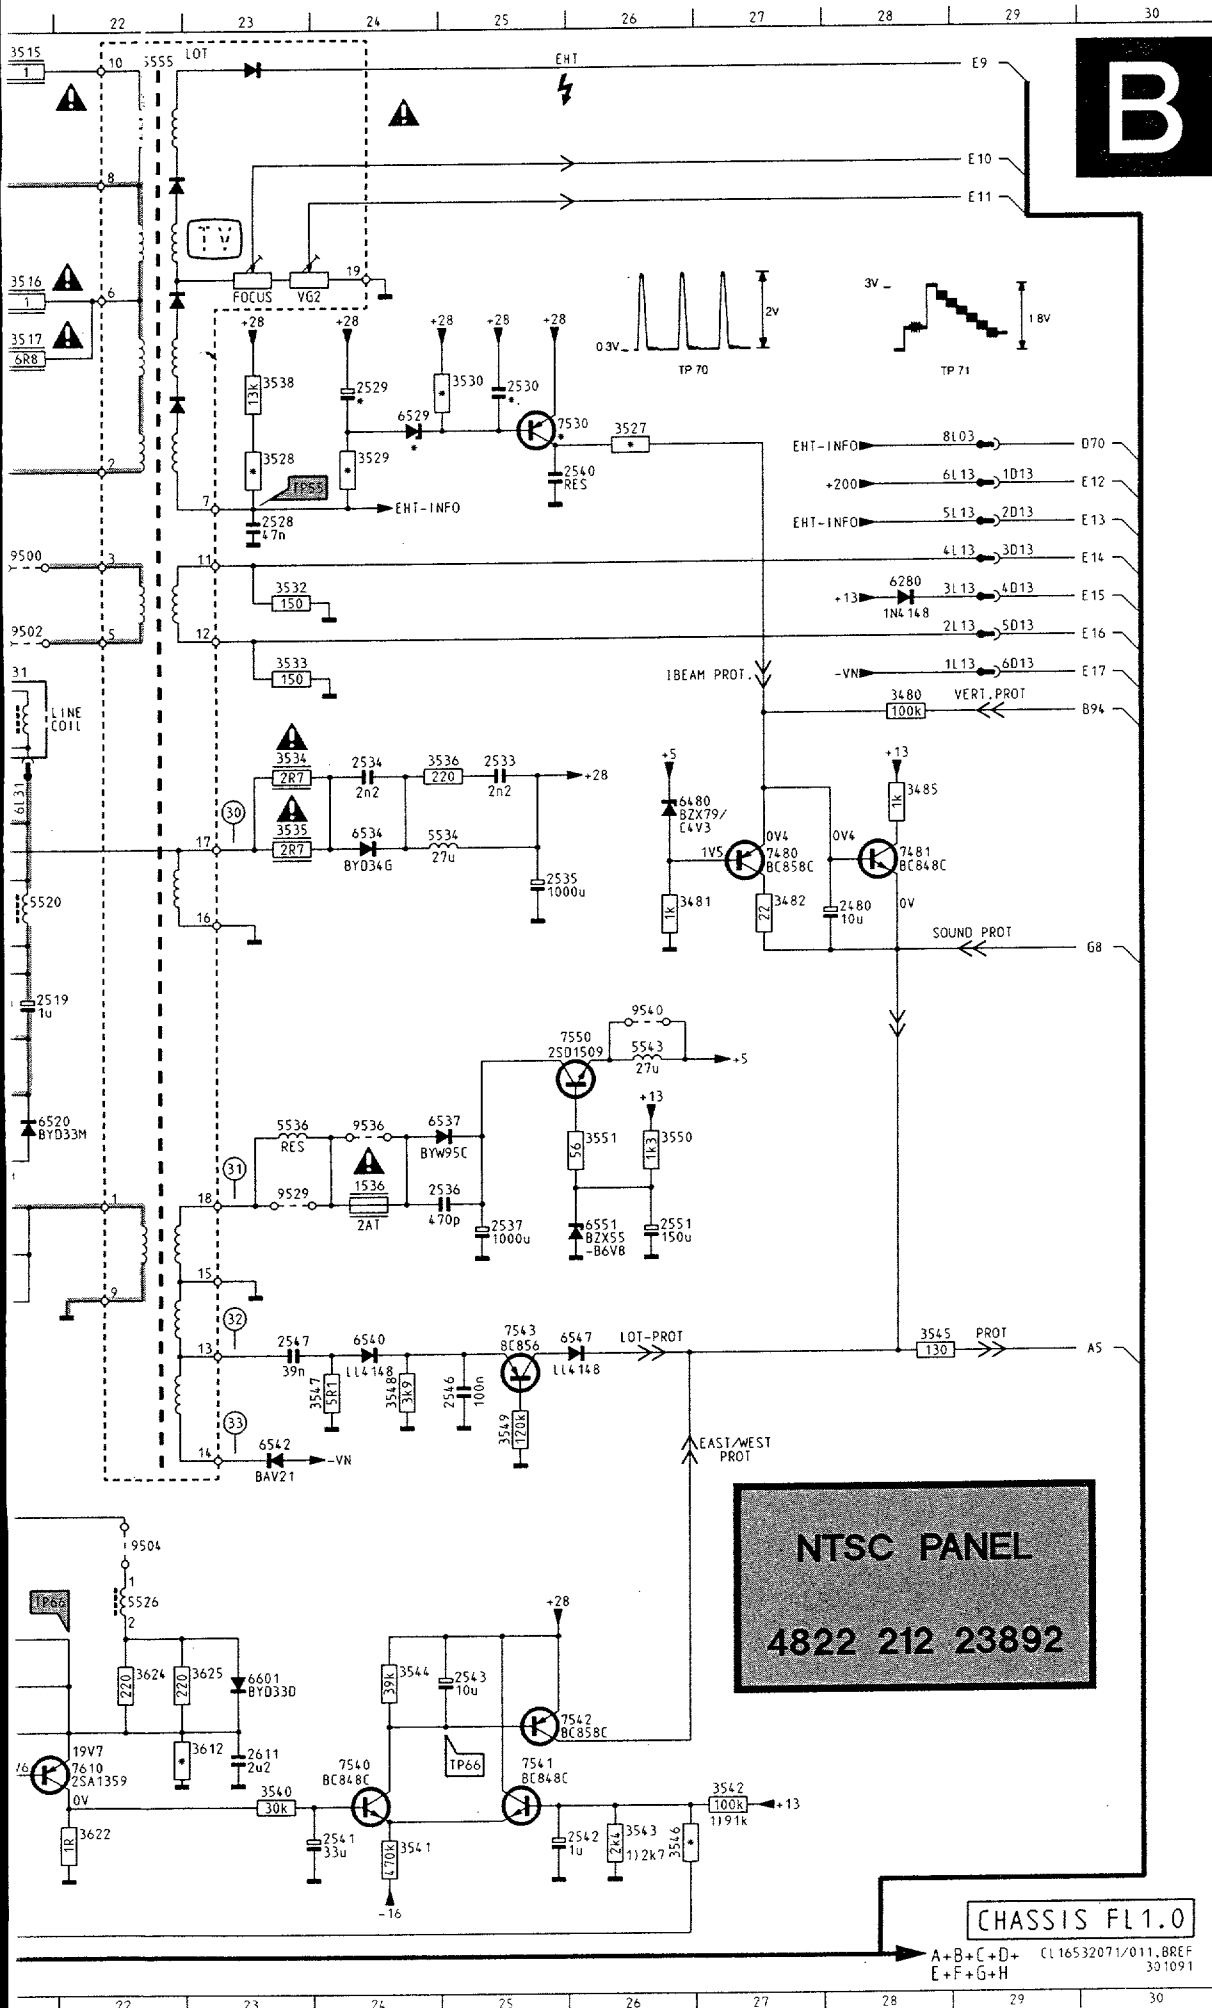 22 23 24 25 26 27 28 29 30
3515
1
10
5555
LOT
EHT
E9
B
8
E10
E11
TV
3516
1
6
19
FOCUS VG2
3517
6R8
+28 +28 +28 +28 +28
0.3V
2V
TP 70
3V
1.8V
TP 71
3538
13k
2529
*
3530
*
2530
*
6529
*
7530
*
3527
*
3528
*
3529
*
2540
RES
2
7
TP55
EHT-INFO
2528
47n
EHT-INFO 8L03 D70
+200 6L13 1D13 E12
EHT-INFO 5L13 2D13 E13
4L13 3D13 E14
6280
+13 3L13 4D13 E15
1N4148
2L13 5D13 E16
-VN 1L13 6D13 E17
9500
3
11
3532
150
9502
5
12
3533
150
IBEAM PROT.
3480
100k
VERT.PROT
B94
31
LINE
COIL
6L31
3534
2R7
2534
2n2
3536
220
2533
2n2
+28
30
3535
2R7
17
6534
BYD34G
5534
27u
2535
1000u
+5
+13
6480
BZX79/
C4V3
3485
1k
0V4
0V4
1V5
7480
BC858C
7481
BC848C
5520
16
3481
1k
3482
22
2480
10u
0V
SOUND PROT
G8
2519
1u
7550
2SD1509
9540
5543
27u
+5
+13
6520
BYD33M
5536
RES
9536
6537
BYW95C
3551
56
3550
1k3
31
1
18
9529
1536
2AT
2536
470p
2537
1000u
6551
BZX55
-B6V8
2551
150u
15
9
32
13
2547
39n
6540
LL4148
7543
BC856
6547
LL4148
LOT-PROT
3545
130
PROT
A5
3547
5R1
3548
3k9
2546
100n
3549
120k
33
14
6542
BAV21
-VN
EAST/WEST
PROT
NTSC PANEL
4822 212 23892
9504
TP66
1
5526
2
+28
3624
220
3625
220
6601
BYD33D
3544
39k
2543
10u
7542
BC858C
19V7
7610
2SA1359
0V
3612
*
2611
2u2
7540
BC848C
TP66
7541
BC848C
3540
30k
3542
100k
1)91k
+13
3622
1R
2541
33u
3541
470k
2542
1u
3543
2k4
1)2k7
3546
*
-16
CHASSIS FL1.0
A+B+C+D+
E+F+G+H
CL16532071/011.BREF
301091
22 23 24 25 26 27 28 29 30